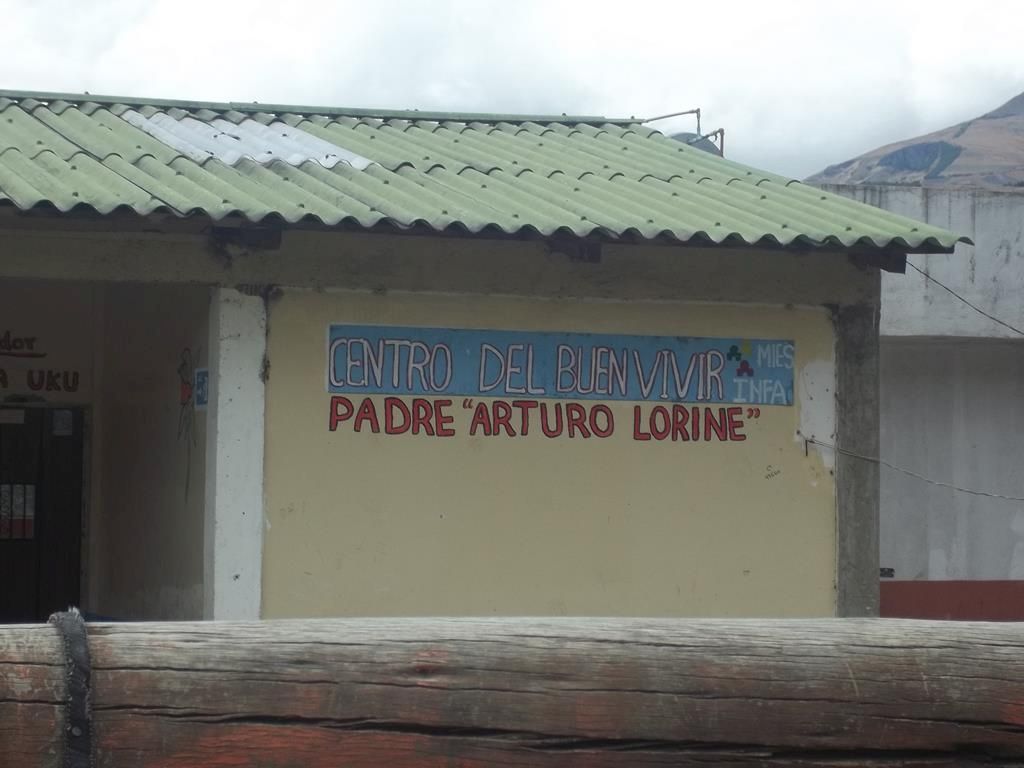 CENTRO DEL BUEN VIVIR
MIES
INFA
PADRE "ARTURO LORINE"
UKU